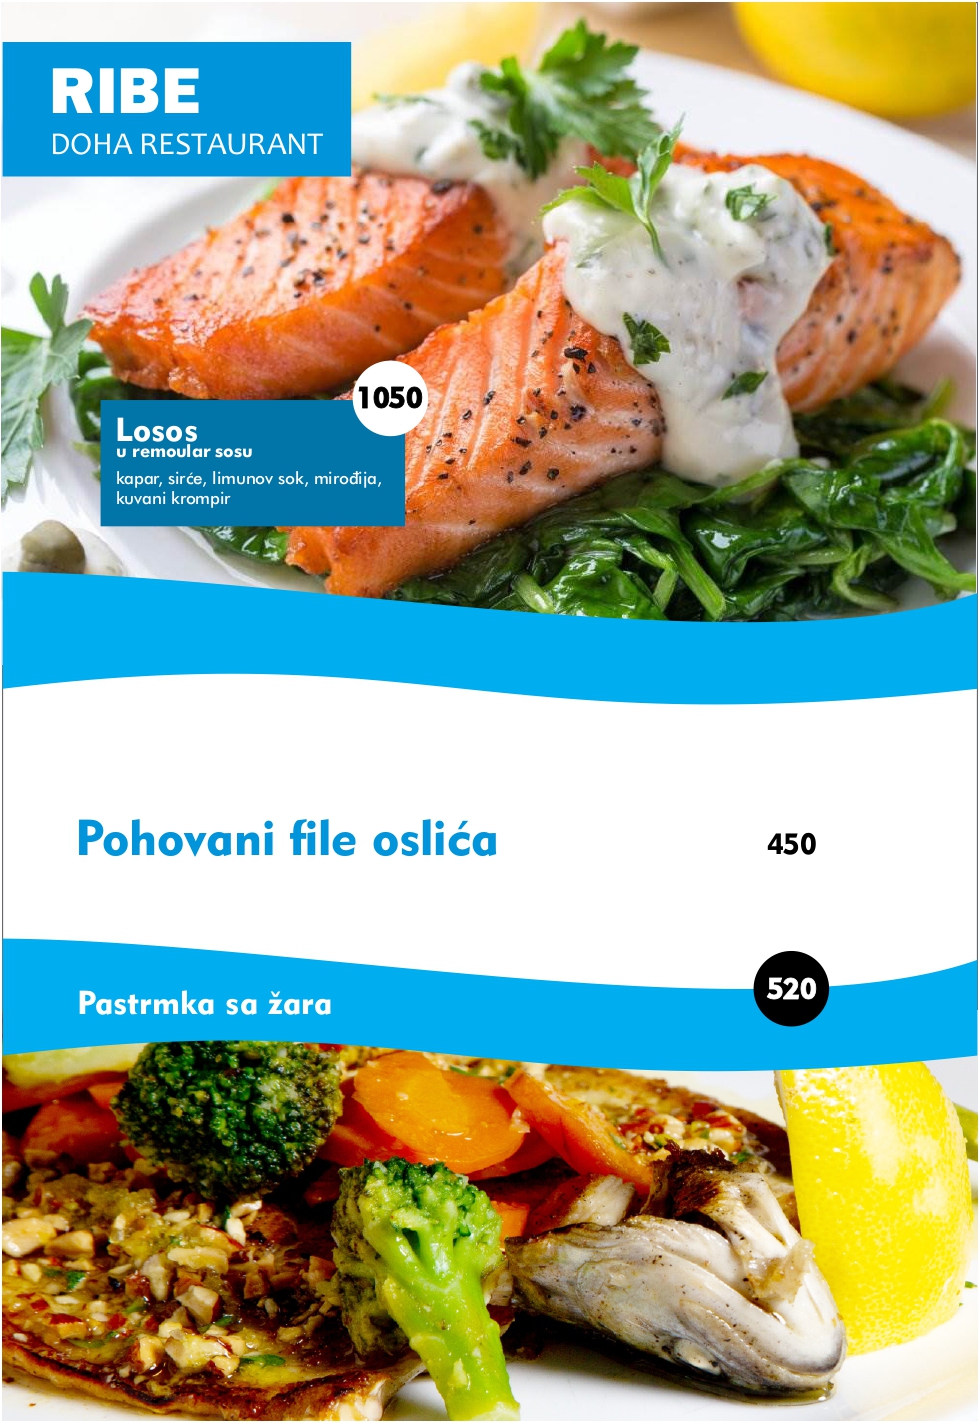 RIBE
DOHA RESTAURANT
1050
Losos
u remoular sosu
kapar, sirće, limunov sok, mirođija,
kuvani krompir
Pohovani file oslića 450
Pastrmka sa žara 520